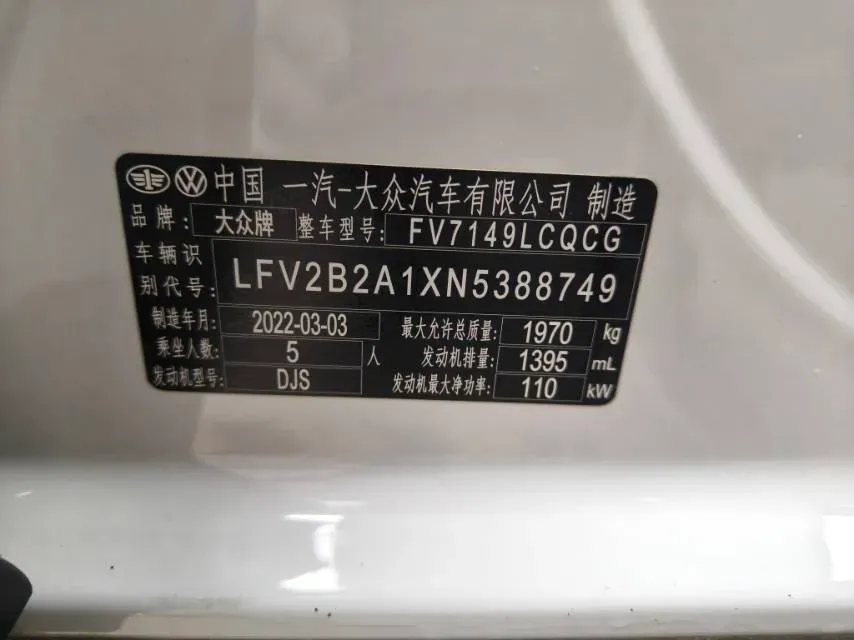 中国 一汽-大众汽车有限公司 制造
品牌: 大众牌 整车型号: FV7149LCQCG
车辆识
别代号: LFV2B2A1XN5388749
制造年月: 2022-03-03 最大允许总质量: 1970 kg
乘坐人数: 5 人 发动机排量: 1395 mL
发动机型号: DJS 发动机最大净功率: 110 kW